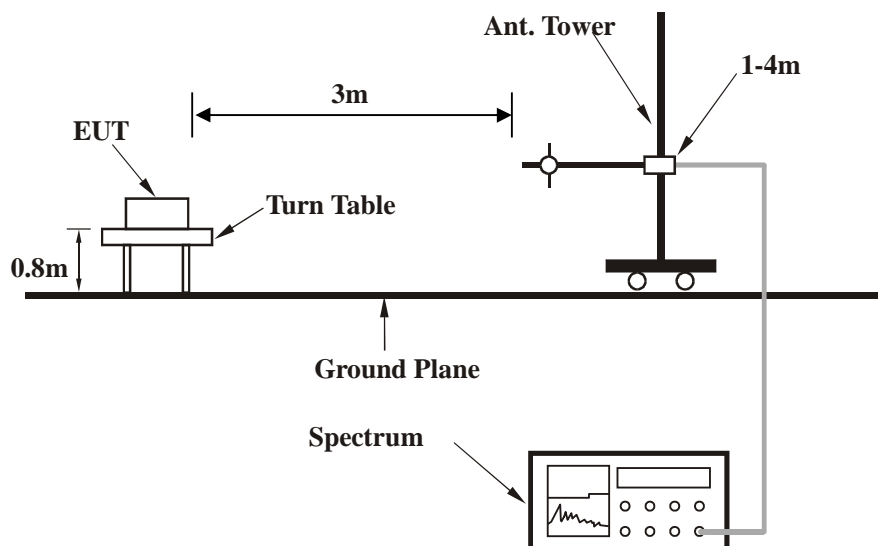 Ant. Tower
1-4m
3m
EUT
Turn Table
0.8m
Ground Plane
Spectrum